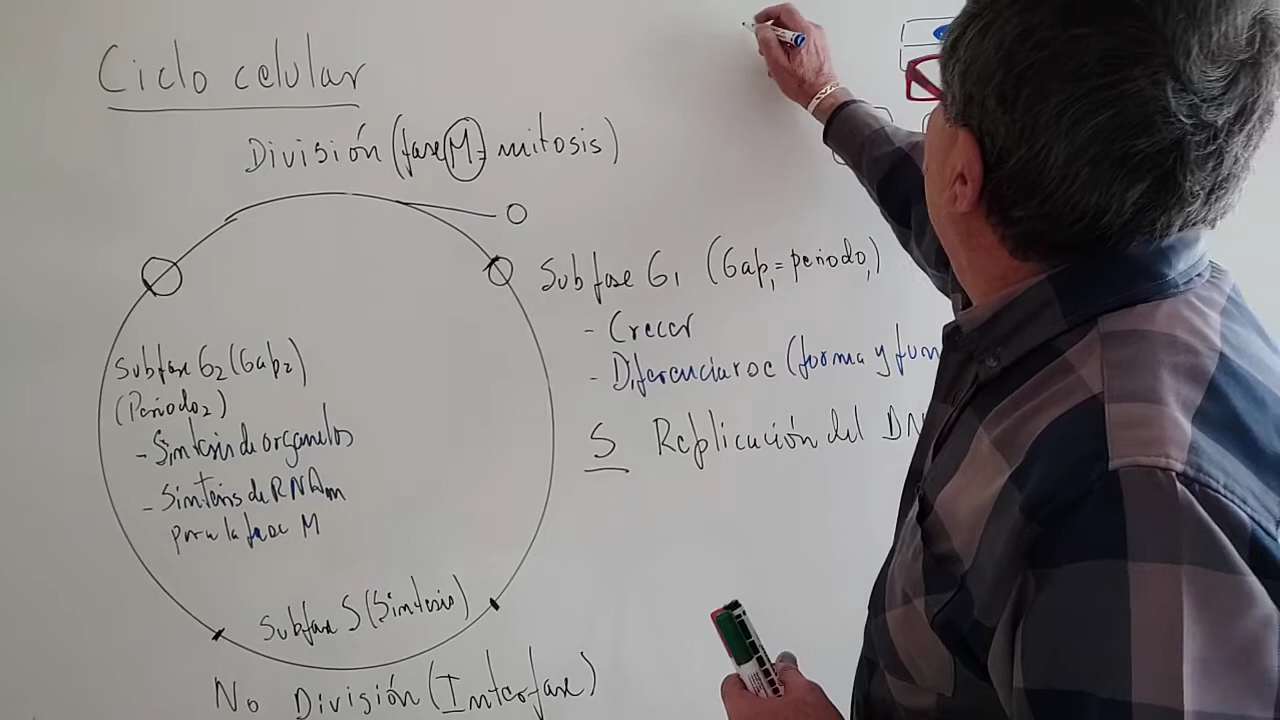 Ciclo celular
División (fase M = mitosis)
Subfase G1 (Gap1 = periodo1)
- Crecer
- Diferenciarse (forma y fun
S Replicación del DN
Subfase G2 (Gap2)
(Periodo2)
- Síntesis de organelos
- Síntesis de RNAm
para la fase M
Subfase S (Síntesis)
No División (Interfase)